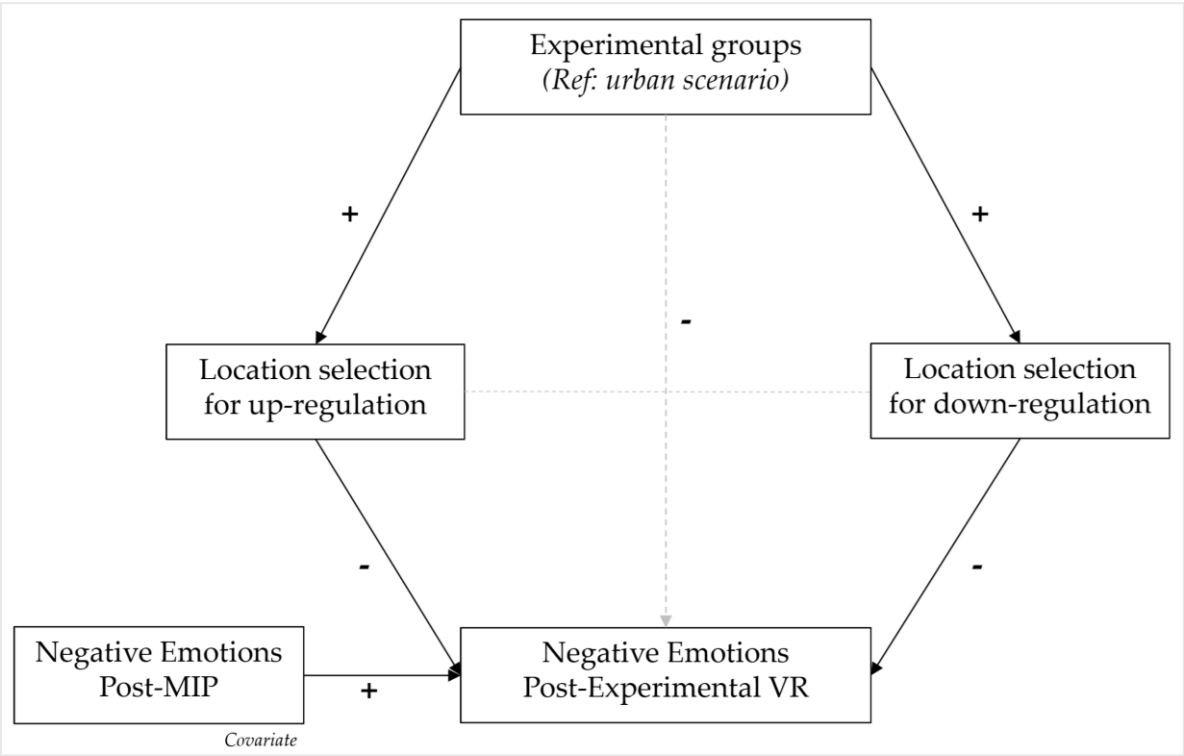 Experimental groups
(Ref: urban scenario)
+
+
-
Location selection
for up-regulation
Location selection
for down-regulation
-
-
Negative Emotions
Post-MIP
+
Negative Emotions
Post-Experimental VR
Covariate